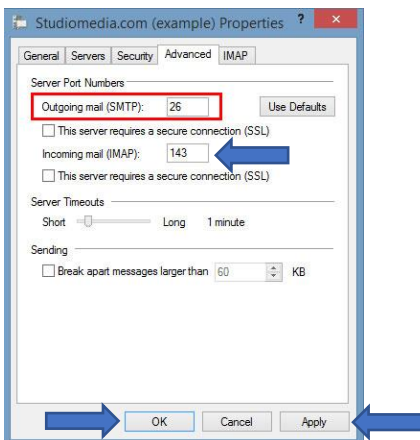 Studiomedia.com (example) Properties ? ×
General Servers Security Advanced IMAP
Server Port Numbers
Outgoing mail (SMTP): 26 Use Defaults
This server requires a secure connection (SSL)
Incoming mail (IMAP): 143
This server requires a secure connection (SSL)
Server Timeouts
Short Long 1 minute
Sending
Break apart messages larger than 60 KB
OK Cancel Apply